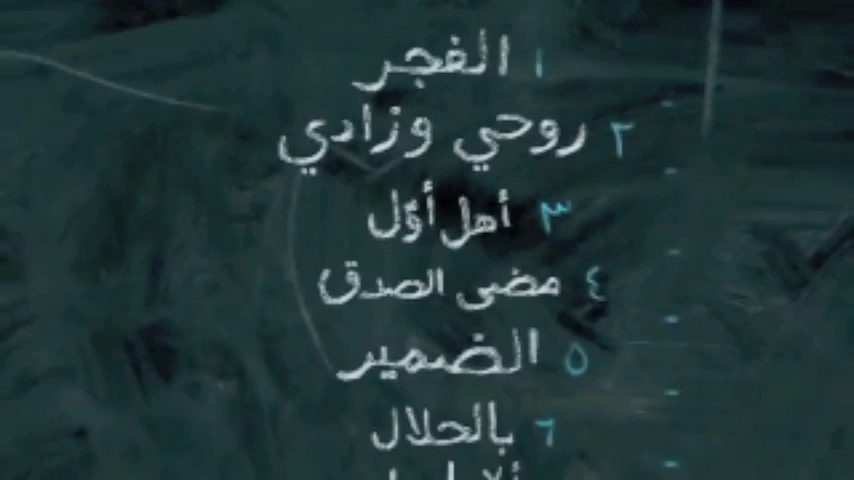 ١ الفجر
٢ روحي وزادي
٣ أهل أوّل
٤ مضى الصدق
٥ الضمير
٦ بالحلال